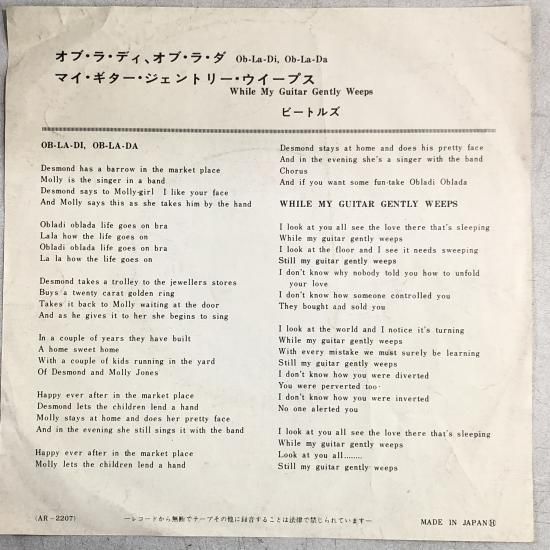 オブ・ラ・ディ、オブ・ラ・ダ Ob-La-Di, Ob-La-Da
マイ・ギター・ジェントリー・ウイープス
While My Guitar Gently Weeps
ビートルズ
OB-LA-DI, OB-LA-DA
Desmond has a barrow in the market place
Molly is the singer in a band
Desmond says to Molly-girl I like your face
And Molly says this as she takes him by the hand
Obladi oblada life goes on bra
Lala how the life goes on
Obladi oblada life goes on bra
La la how the life goes on
Desmond takes a trolley to the jewellers stores
Buys a twenty carat golden ring
Takes it back to Molly waiting at the door
And as he gives it to her she begins to sing
In a couple of years they have built
A home sweet home
With a couple of kids running in the yard
Of Desmond and Molly Jones
Happy ever after in the market place
Desmond lets the children lend a hand
Molly stays at home and does her pretty face
And in the evening she still sings it with the band
Happy ever after in the market place
Molly lets the children lend a hand
Desmond stays at home and does his pretty face
And in the evening she's a singer with the band
Chorus
And if you want some fun-take Obladi Oblada
WHILE MY GUITAR GENTLY WEEPS
I look at you all see the love there that's sleeping
While my guitar gently weeps
I look at the floor and I see it needs sweeping
Still my guitar gently weeps
I don't know why nobody told you how to unfold
your love
I don't know how someone controlled you
They bought and sold you
I look at the world and I notice it's turning
While my guitar gently weeps
With every mistake we must surely be learning
Still my guitar gently weeps
I don't know how you were diverted
You were perverted too
I don't know how you were inverted
No one alerted you
I look at you all see the love there that's sleeping
While my guitar gently weeps
Look at you all........
Still my guitar gently weeps
(AR-2207)
—レコードから無断でテープその他に録音することは法律で禁じられています—
MADE IN JAPAN Ⓗ